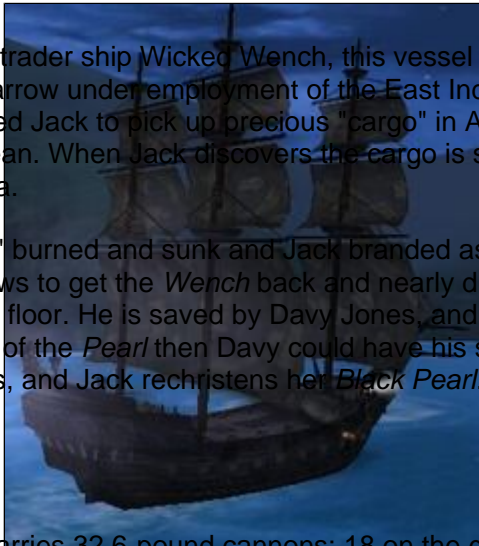 trader ship Wicked Wench, this vessel
arrow under employment of the East In
ed Jack to pick up precious "cargo" in A
an. When Jack discovers the cargo is s
a.
" burned and sunk and Jack branded as
ws to get the Wench back and nearly d
floor. He is saved by Davy Jones, and
of the Pearl then Davy could have his s
s, and Jack rechristens her Black Pearl.
arries 32 6-pound cannons; 18 on the